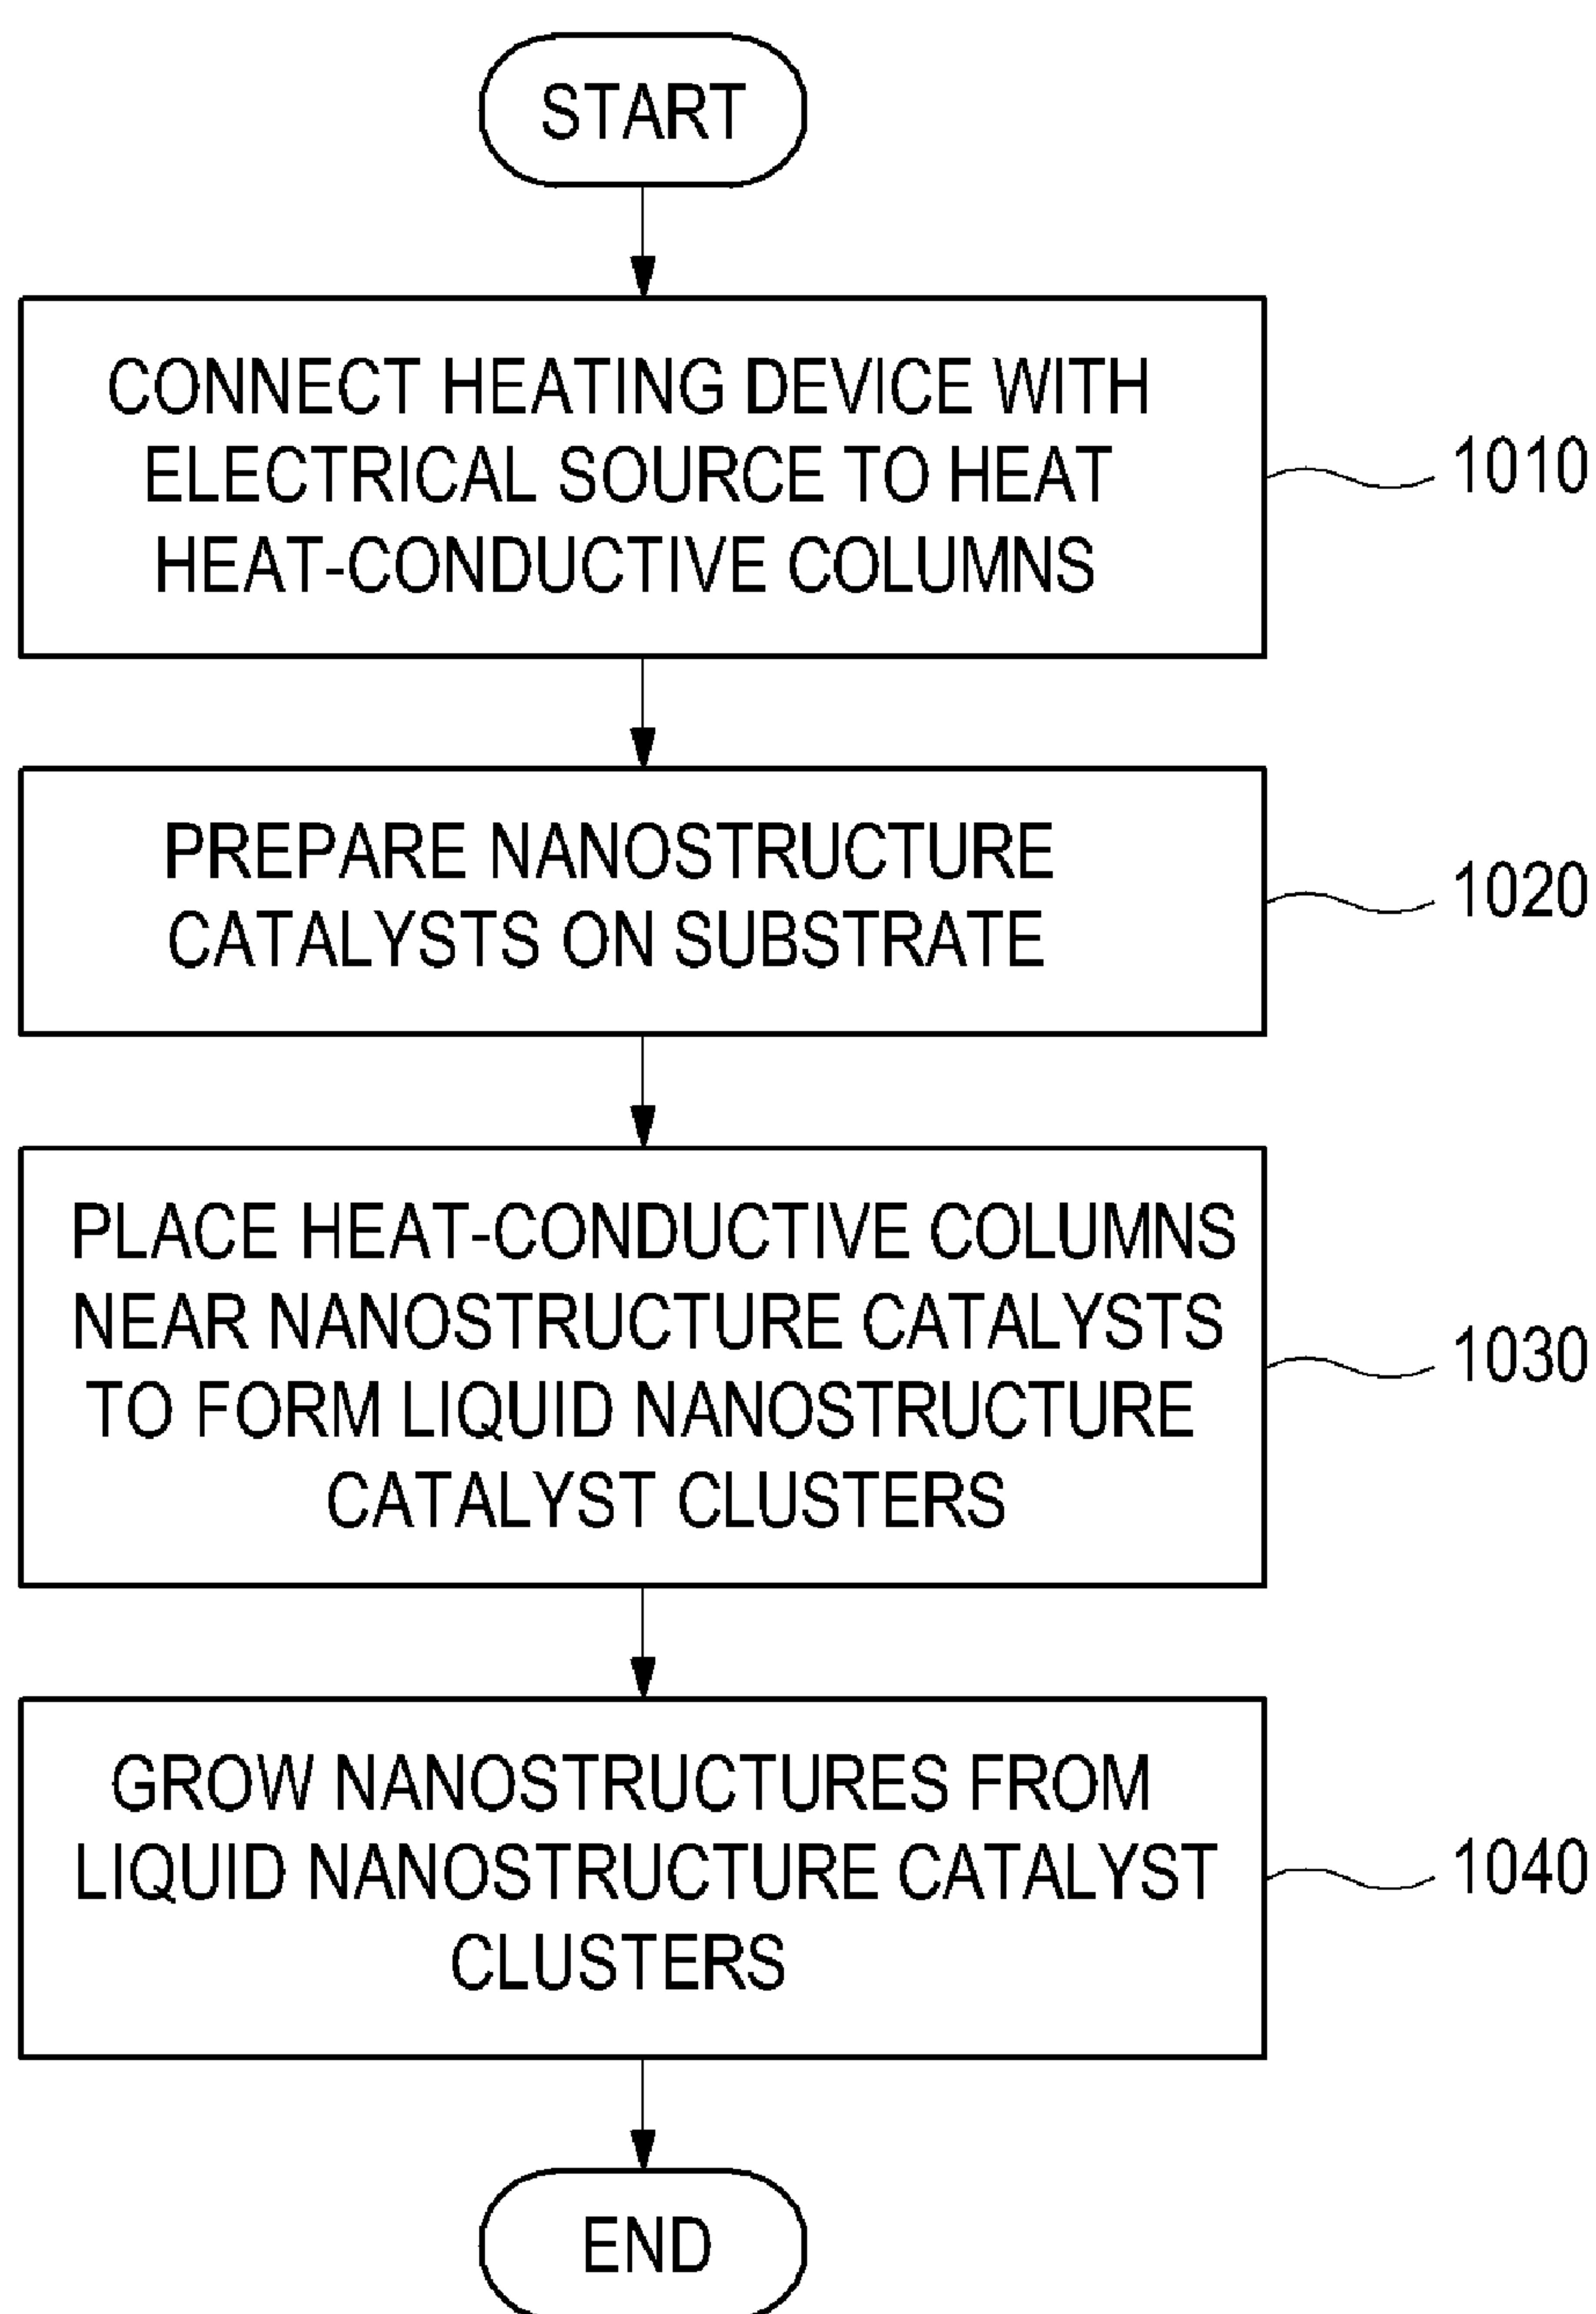 START
CONNECT HEATING DEVICE WITH
ELECTRICAL SOURCE TO HEAT
HEAT-CONDUCTIVE COLUMNS
1010
PREPARE NANOSTRUCTURE
CATALYSTS ON SUBSTRATE
1020
PLACE HEAT-CONDUCTIVE COLUMNS
NEAR NANOSTRUCTURE CATALYSTS
TO FORM LIQUID NANOSTRUCTURE
CATALYST CLUSTERS
1030
GROW NANOSTRUCTURES FROM
LIQUID NANOSTRUCTURE CATALYST
CLUSTERS
1040
END